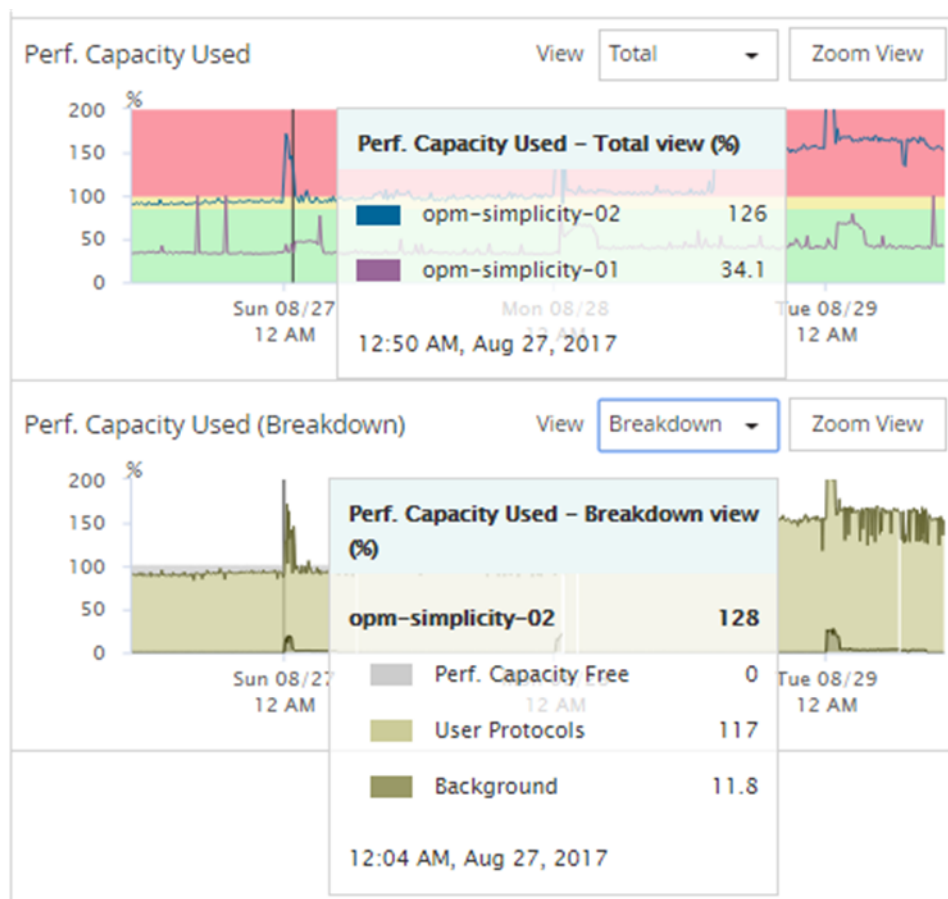 Perf. Capacity Used View Total Zoom View
%
200
150
100
50
0
Perf. Capacity Used - Total view (%)
opm-simplicity-02 126
opm-simplicity-01 34.1
12:50 AM, Aug 27, 2017
Sun 08/27 Mon 08/28 Tue 08/29
12 AM 12 AM 12 AM
Perf. Capacity Used (Breakdown) View Breakdown Zoom View
%
200
150
100
50
0
Perf. Capacity Used - Breakdown view
(%)
opm-simplicity-02 128
Perf. Capacity Free 0
User Protocols 117
Background 11.8
12:04 AM, Aug 27, 2017
Sun 08/27 Tue 08/29
12 AM 12 AM 12 AM